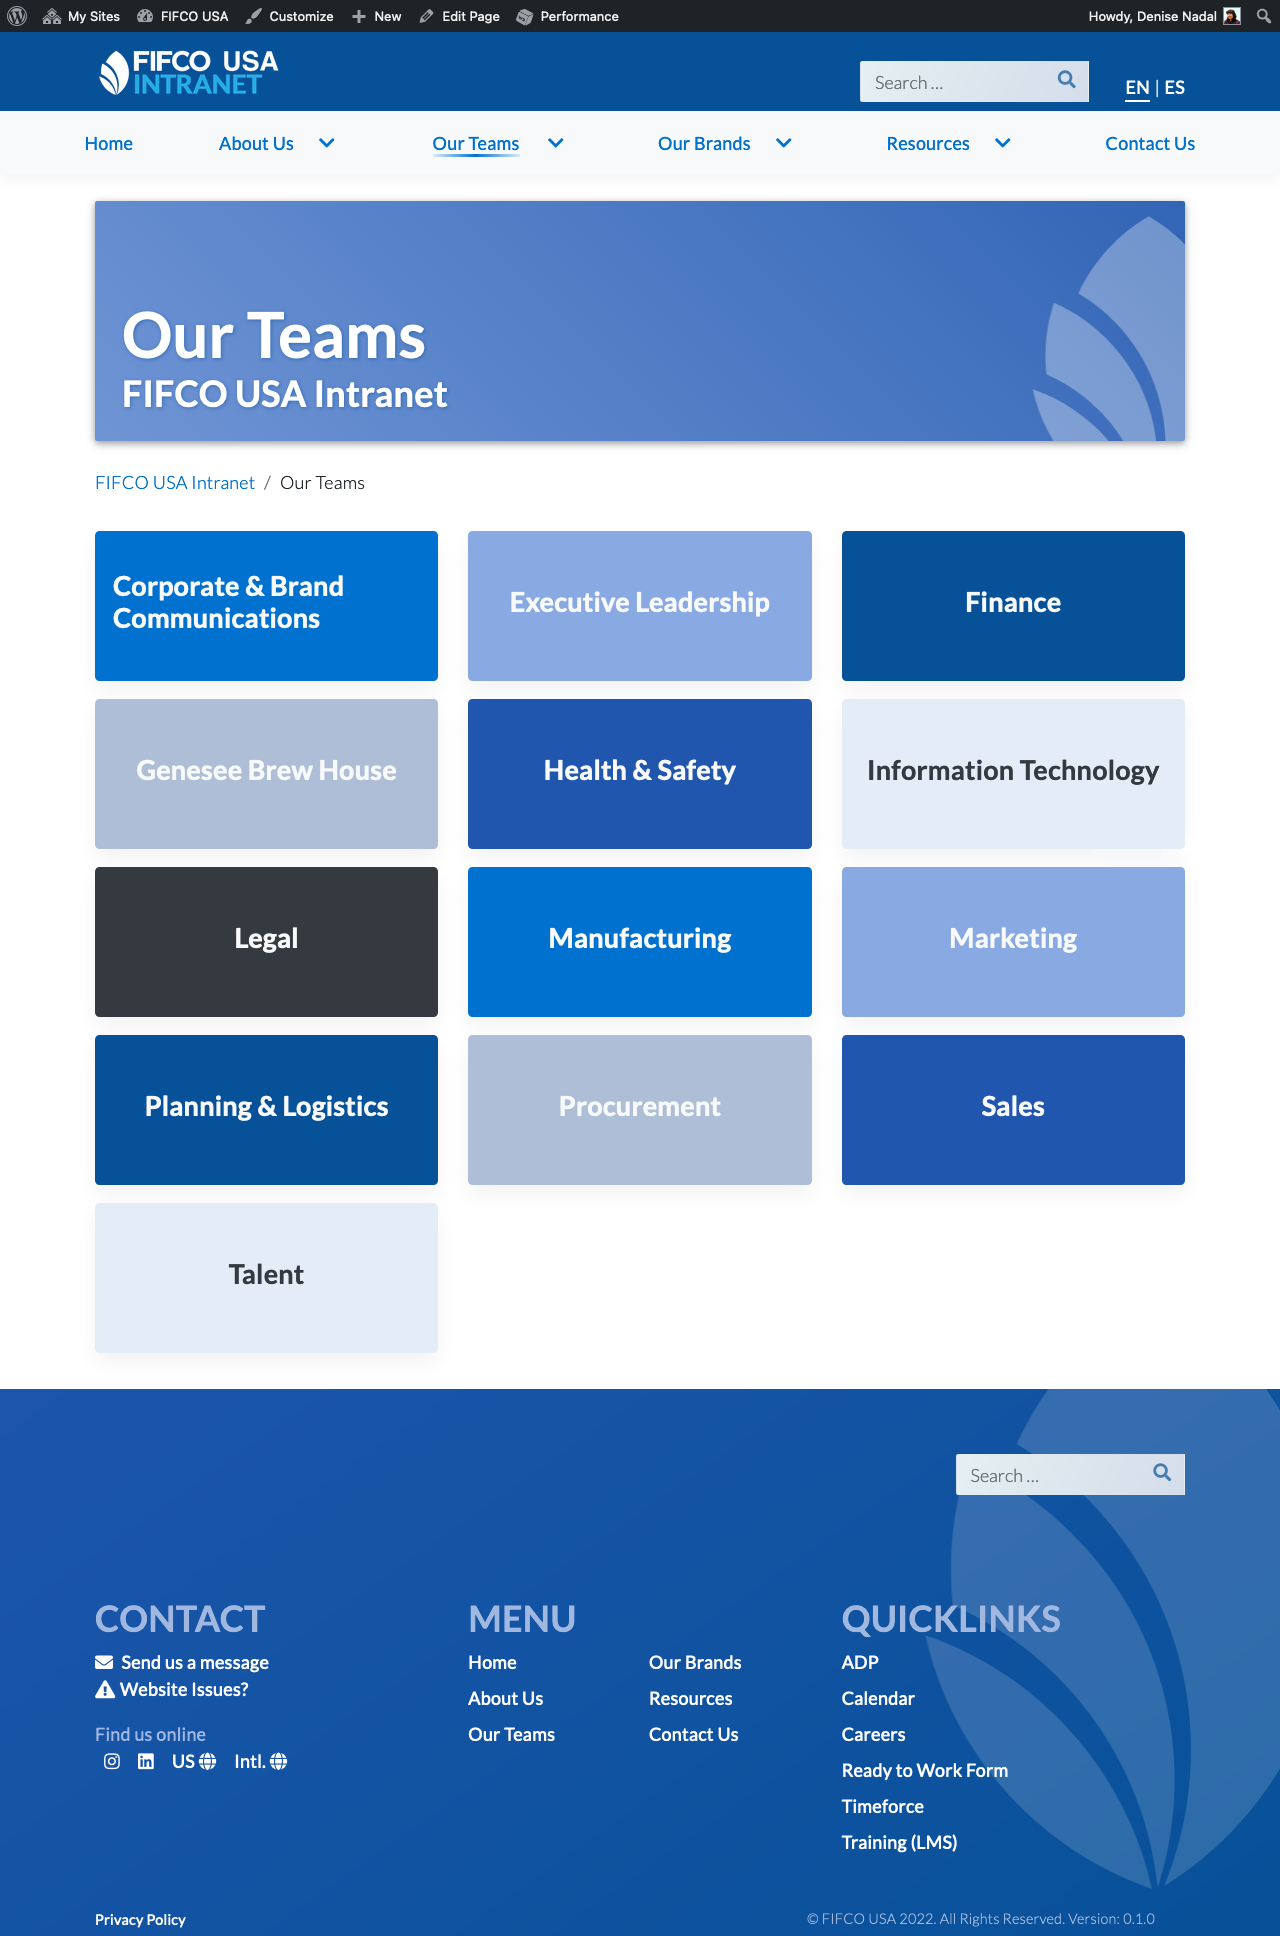 My Sites FIFCO USA Customize New Edit Page Performance Howdy, Denise Nadal
FIFCO USA
INTRANET
Search ...
EN | ES
Home About Us Our Teams Our Brands Resources Contact Us
Our Teams
FIFCO USA Intranet
FIFCO USA Intranet / Our Teams
Corporate & Brand
Communications
Executive Leadership
Finance
Genesee Brew House
Health & Safety
Information Technology
Legal
Manufacturing
Marketing
Planning & Logistics
Procurement
Sales
Talent
Search ...
CONTACT
Send us a message
Website Issues?
Find us online
US Intl.
MENU
Home
About Us
Our Teams
Our Brands
Resources
Contact Us
QUICKLINKS
ADP
Calendar
Careers
Ready to Work Form
Timeforce
Training (LMS)
Privacy Policy
© FIFCO USA 2022. All Rights Reserved. Version: 0.1.0